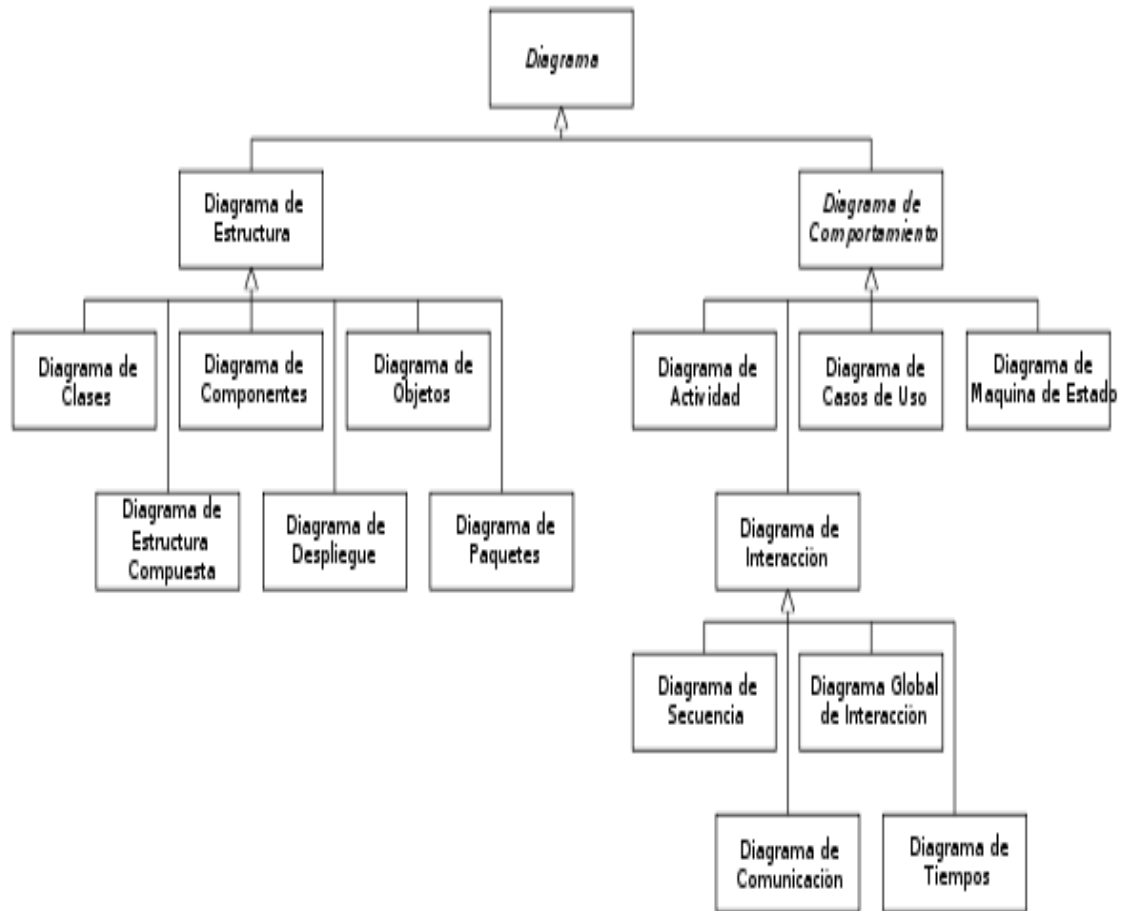 Diagrama
Diagrama de
Estructura
Diagrama de
Comportamiento
Diagrama de
Clases
Diagrama de
Componentes
Diagrama de
Objetos
Diagrama de
Actividad
Diagrama de
Casos de Uso
Diagrama de
Maquina de Estado
Diagrama de
Estructura
Compuesta
Diagrama de
Despliegue
Diagrama de
Paquetes
Diagrama de
Interacción
Diagrama de
Secuencia
Diagrama Global
de Interacción
Diagrama de
Comunicación
Diagrama de
Tiempos